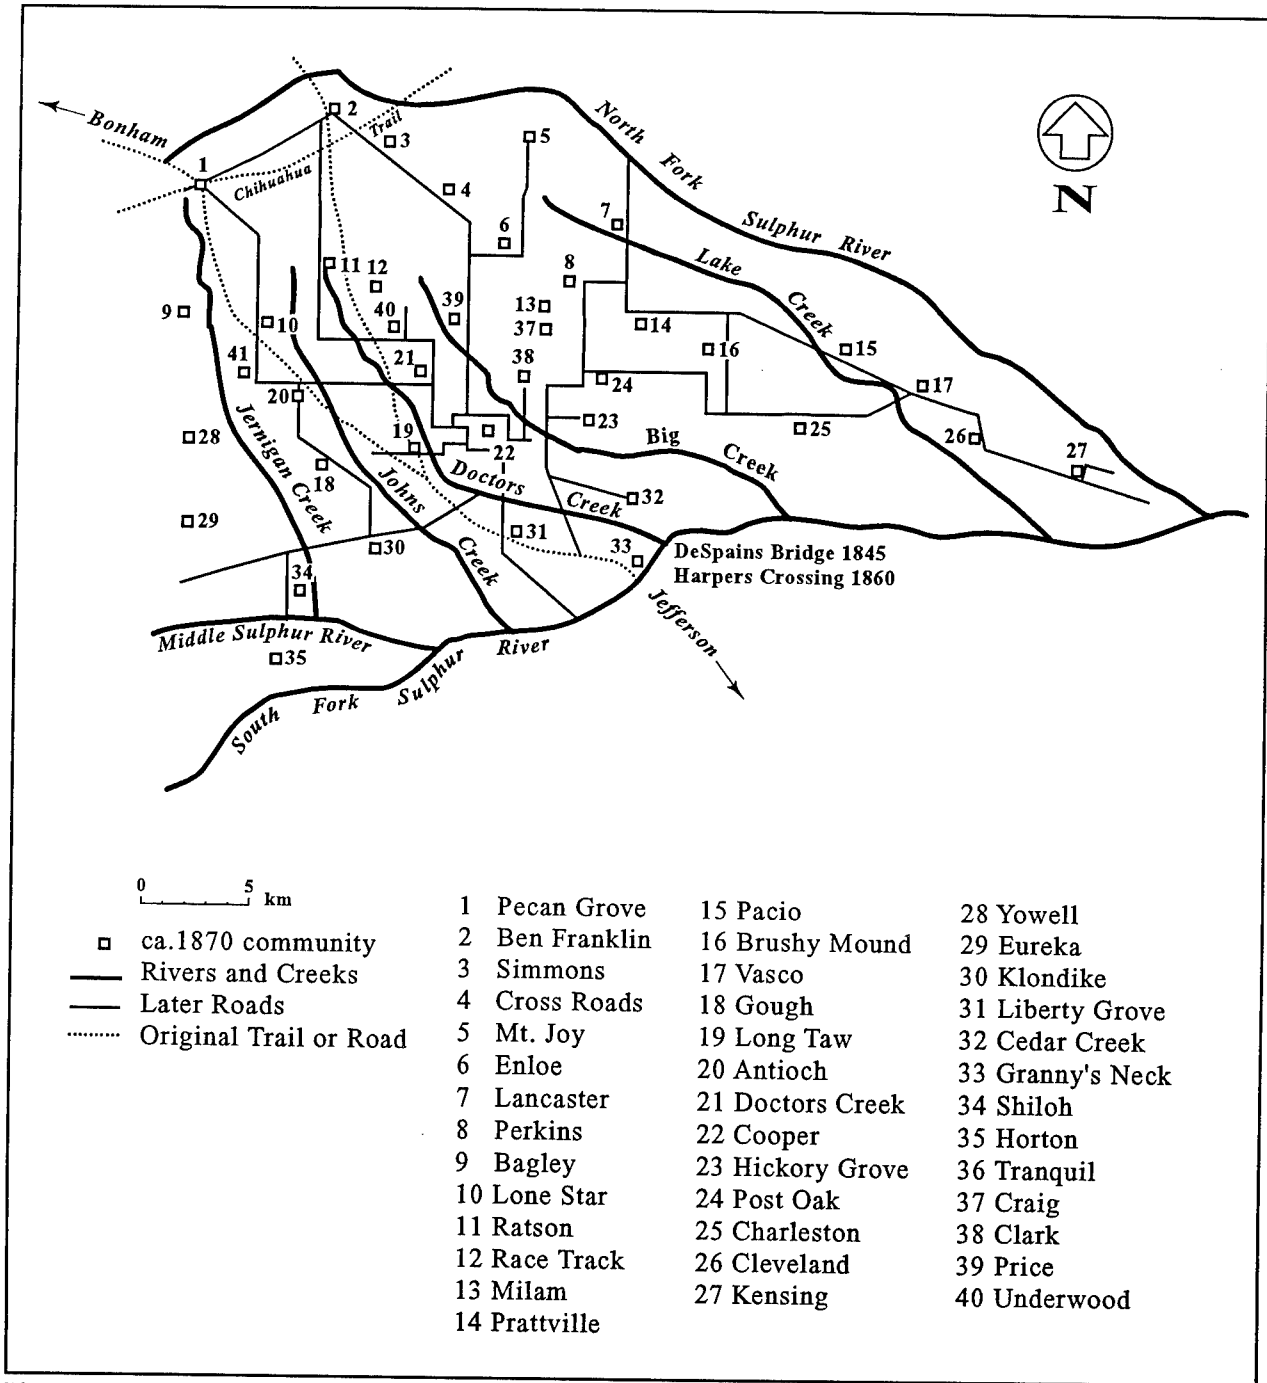 Bonham
1
2
Trail
3
Chihuahua
4
5
North Fork Sulphur River
N
6
7
Lake Creek
8
9
10
11
12
13
14
15
16
17
18
19
20
21
22
23
24
25
26
27
28
29
30
31
32
33
34
35
37
38
39
40
41
Jernigan Creek
Johns Creek
Doctors Creek
Big Creek
DeSpains Bridge 1845
Harpers Crossing 1860
Jefferson
Middle Sulphur River
South Fork Sulphur River
0 5 km
ca.1870 community
Rivers and Creeks
Later Roads
Original Trail or Road
1 Pecan Grove
2 Ben Franklin
3 Simmons
4 Cross Roads
5 Mt. Joy
6 Enloe
7 Lancaster
8 Perkins
9 Bagley
10 Lone Star
11 Ratson
12 Race Track
13 Milam
14 Prattville
15 Pacio
16 Brushy Mound
17 Vasco
18 Gough
19 Long Taw
20 Antioch
21 Doctors Creek
22 Cooper
23 Hickory Grove
24 Post Oak
25 Charleston
26 Cleveland
27 Kensing
28 Yowell
29 Eureka
30 Klondike
31 Liberty Grove
32 Cedar Creek
33 Granny's Neck
34 Shiloh
35 Horton
36 Tranquil
37 Craig
38 Clark
39 Price
40 Underwood